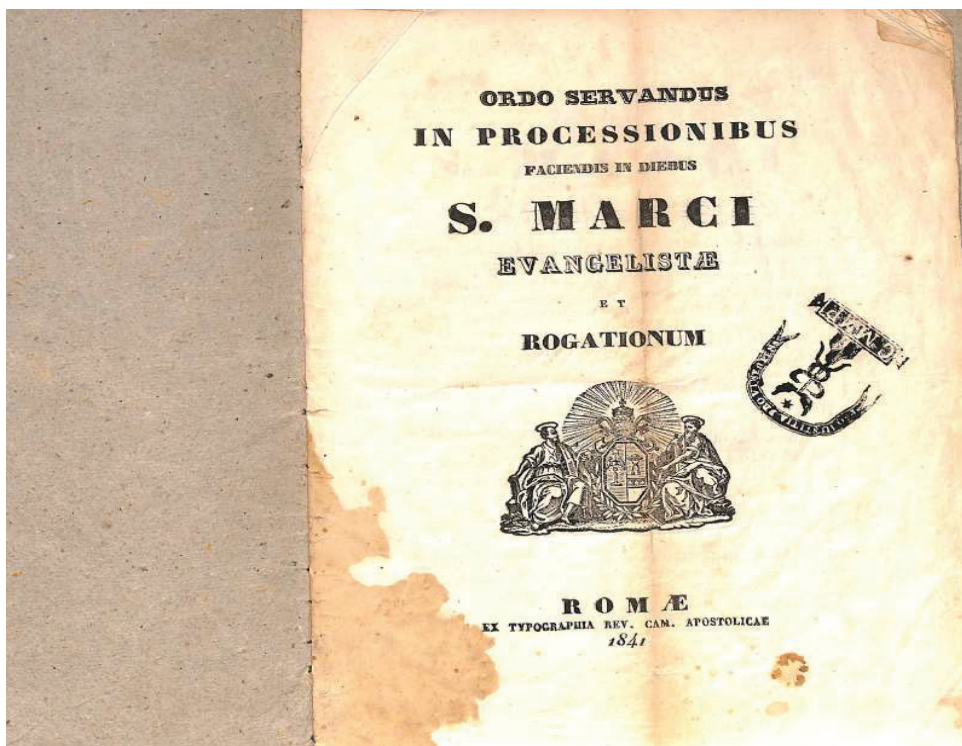 ORDO SERVANDUS
IN PROCESSIONIBUS
FACIENDIS IN DIEBUS
S. MARCI
EVANGELISTÆ
ET
ROGATIONUM
ROMÆ
EX TYPOGRAPHIA REV. CAM. APOSTOLICAE
1841